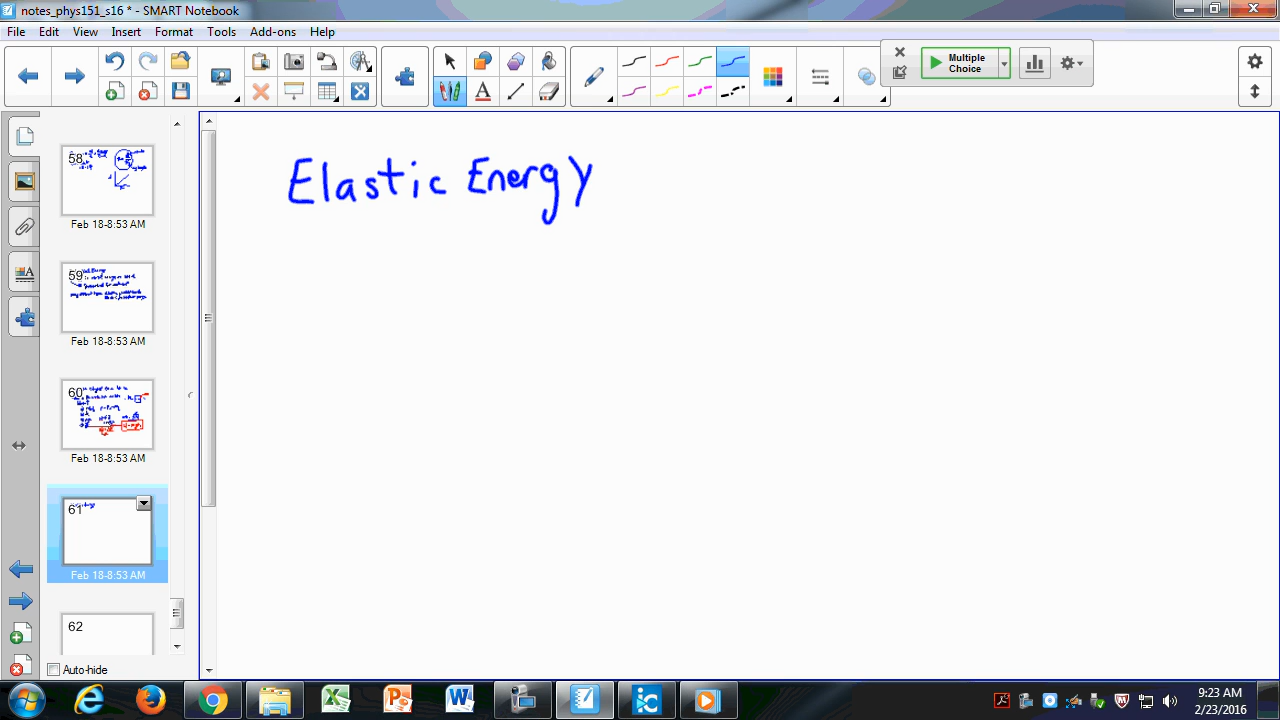 notes_phys151_s16 * - SMART Notebook
File Edit View Insert Format Tools Add-ons Help
Multiple
Choice
Elastic Energy
58
Feb 18-8:53 AM
59
Feb 18-8:53 AM
60
Feb 18-8:53 AM
61
Feb 18-8:53 AM
62
Auto-hide
9:23 AM
2/23/2016